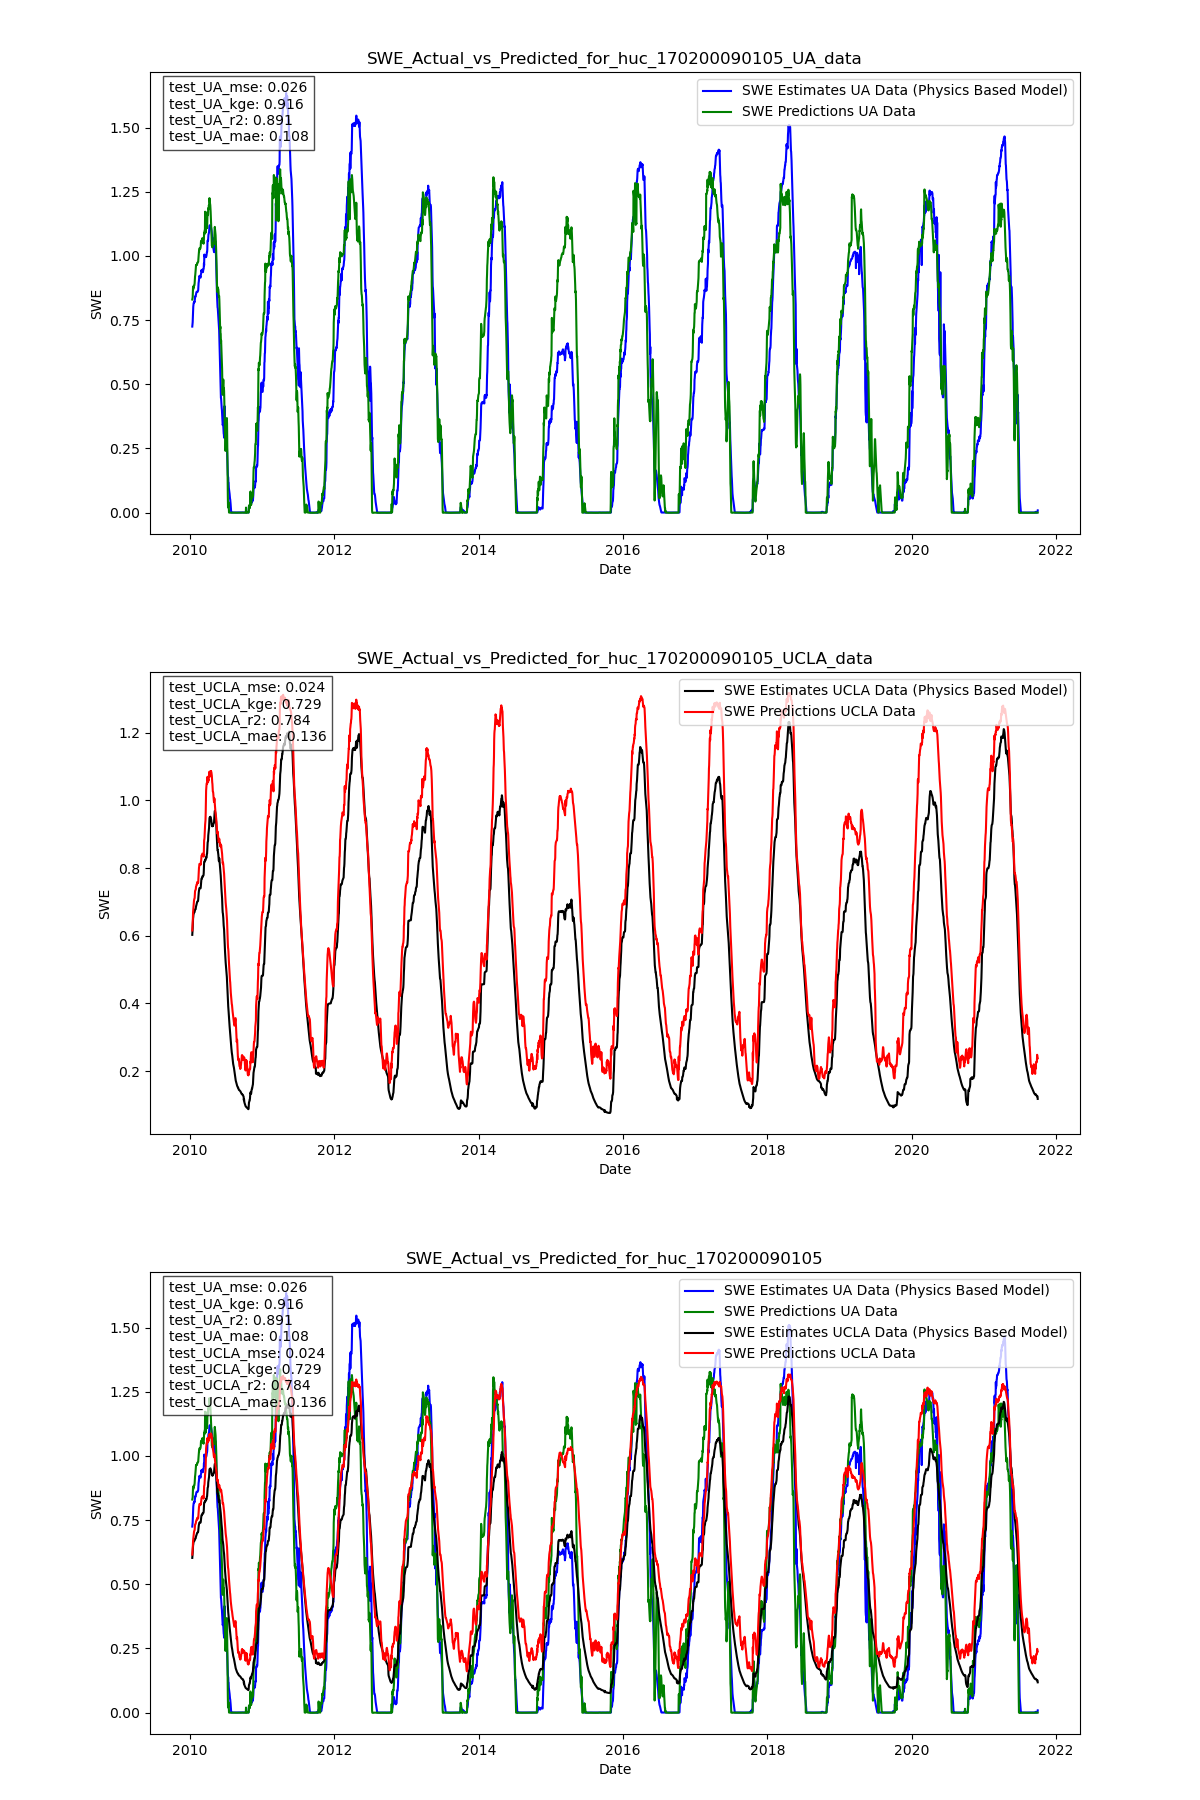 SWE_Actual_vs_Predicted_for_huc_170200090105_UA_data
test_UA_mse: 0.026
test_UA_kge: 0.916
test_UA_r2: 0.891
test_UA_mae: 0.108
SWE Estimates UA Data (Physics Based Model)
SWE Predictions UA Data
1.50
1.25
1.00
0.75
0.50
0.25
0.00
SWE
2010 2012 2014 2016 2018 2020 2022
Date
SWE_Actual_vs_Predicted_for_huc_170200090105_UCLA_data
test_UCLA_mse: 0.024
test_UCLA_kge: 0.729
test_UCLA_r2: 0.784
test_UCLA_mae: 0.136
SWE Estimates UCLA Data (Physics Based Model)
SWE Predictions UCLA Data
1.2
1.0
0.8
0.6
0.4
0.2
SWE
2010 2012 2014 2016 2018 2020 2022
Date
SWE_Actual_vs_Predicted_for_huc_170200090105
test_UA_mse: 0.026
test_UA_kge: 0.916
test_UA_r2: 0.891
test_UA_mae: 0.108
test_UCLA_mse: 0.024
test_UCLA_kge: 0.729
test_UCLA_r2: 0.784
test_UCLA_mae: 0.136
SWE Estimates UA Data (Physics Based Model)
SWE Predictions UA Data
SWE Estimates UCLA Data (Physics Based Model)
SWE Predictions UCLA Data
1.50
1.25
1.00
0.75
0.50
0.25
0.00
SWE
2010 2012 2014 2016 2018 2020 2022
Date